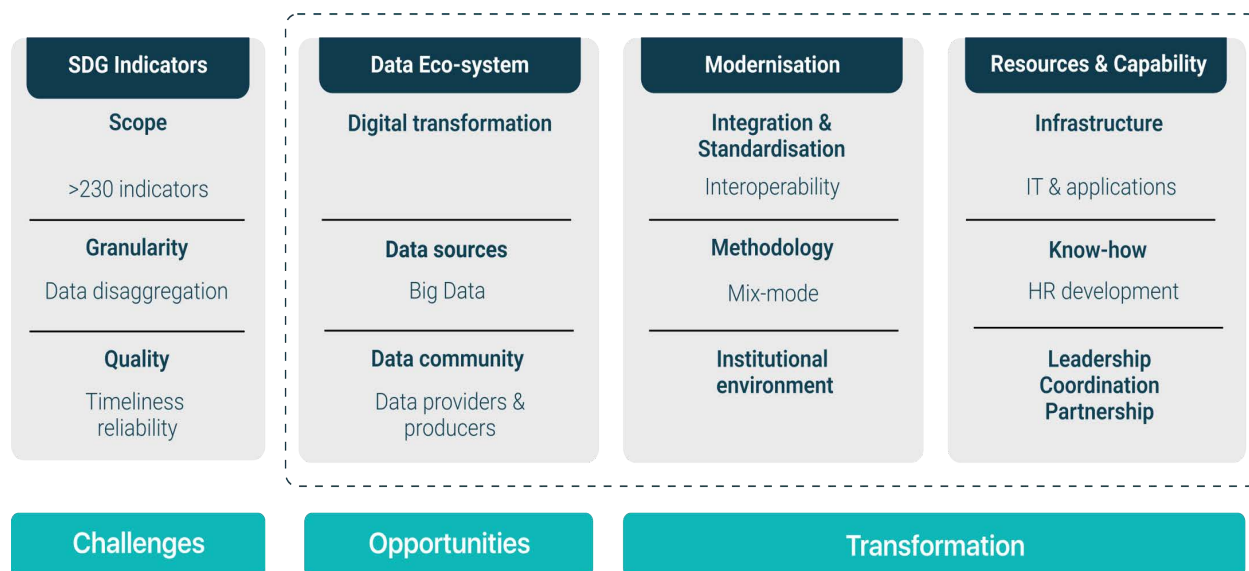 SDG Indicators
Scope
>230 indicators
Granularity
Data disaggregation
Quality
Timeliness
reliability
Data Eco-system
Digital transformation
Data sources
Big Data
Data community
Data providers &
producers
Modernisation
Integration &
Standardisation
Interoperability
Methodology
Mix-mode
Institutional
environment
Resources & Capability
Infrastructure
IT & applications
Know-how
HR development
Leadership
Coordination
Partnership
Challenges
Opportunities
Transformation